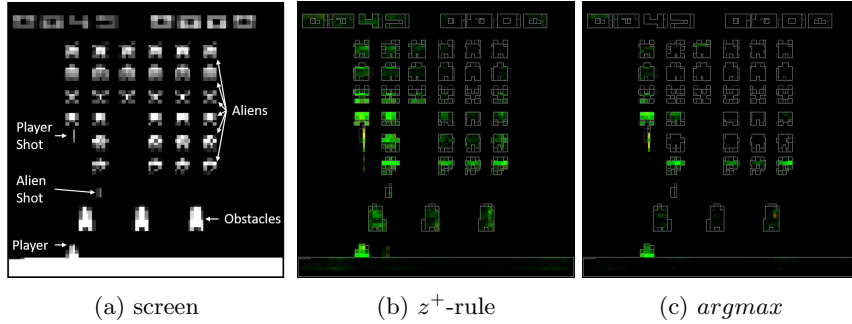 Player
Shot
Aliens
Alien
Shot
Obstacles
Player
(a) screen
(b) z⁺-rule
(c) argmax